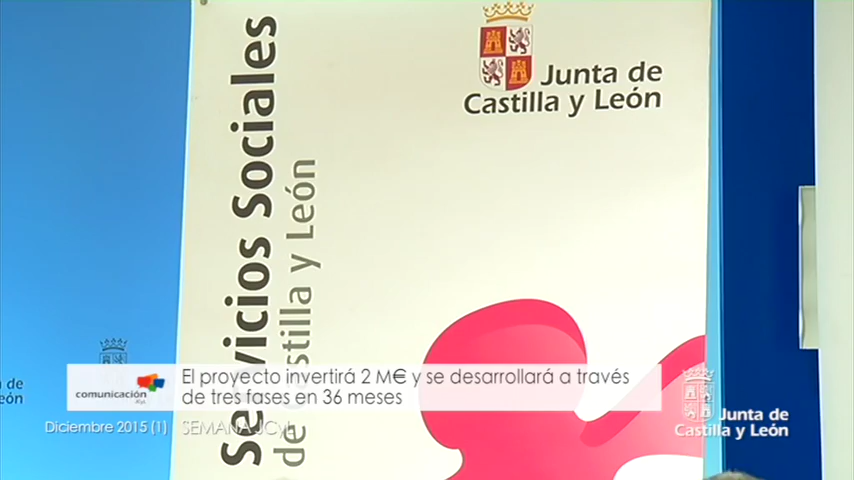 Junta de
Castilla y León
Servicios Sociales
de Castilla y León
de
eón
comunicación
El proyecto invertirá 2 M€ y se desarrollará a través
de tres fases en 36 meses
Diciembre 2015 (1)
SEMANA JCyL
Junta de
Castilla y León